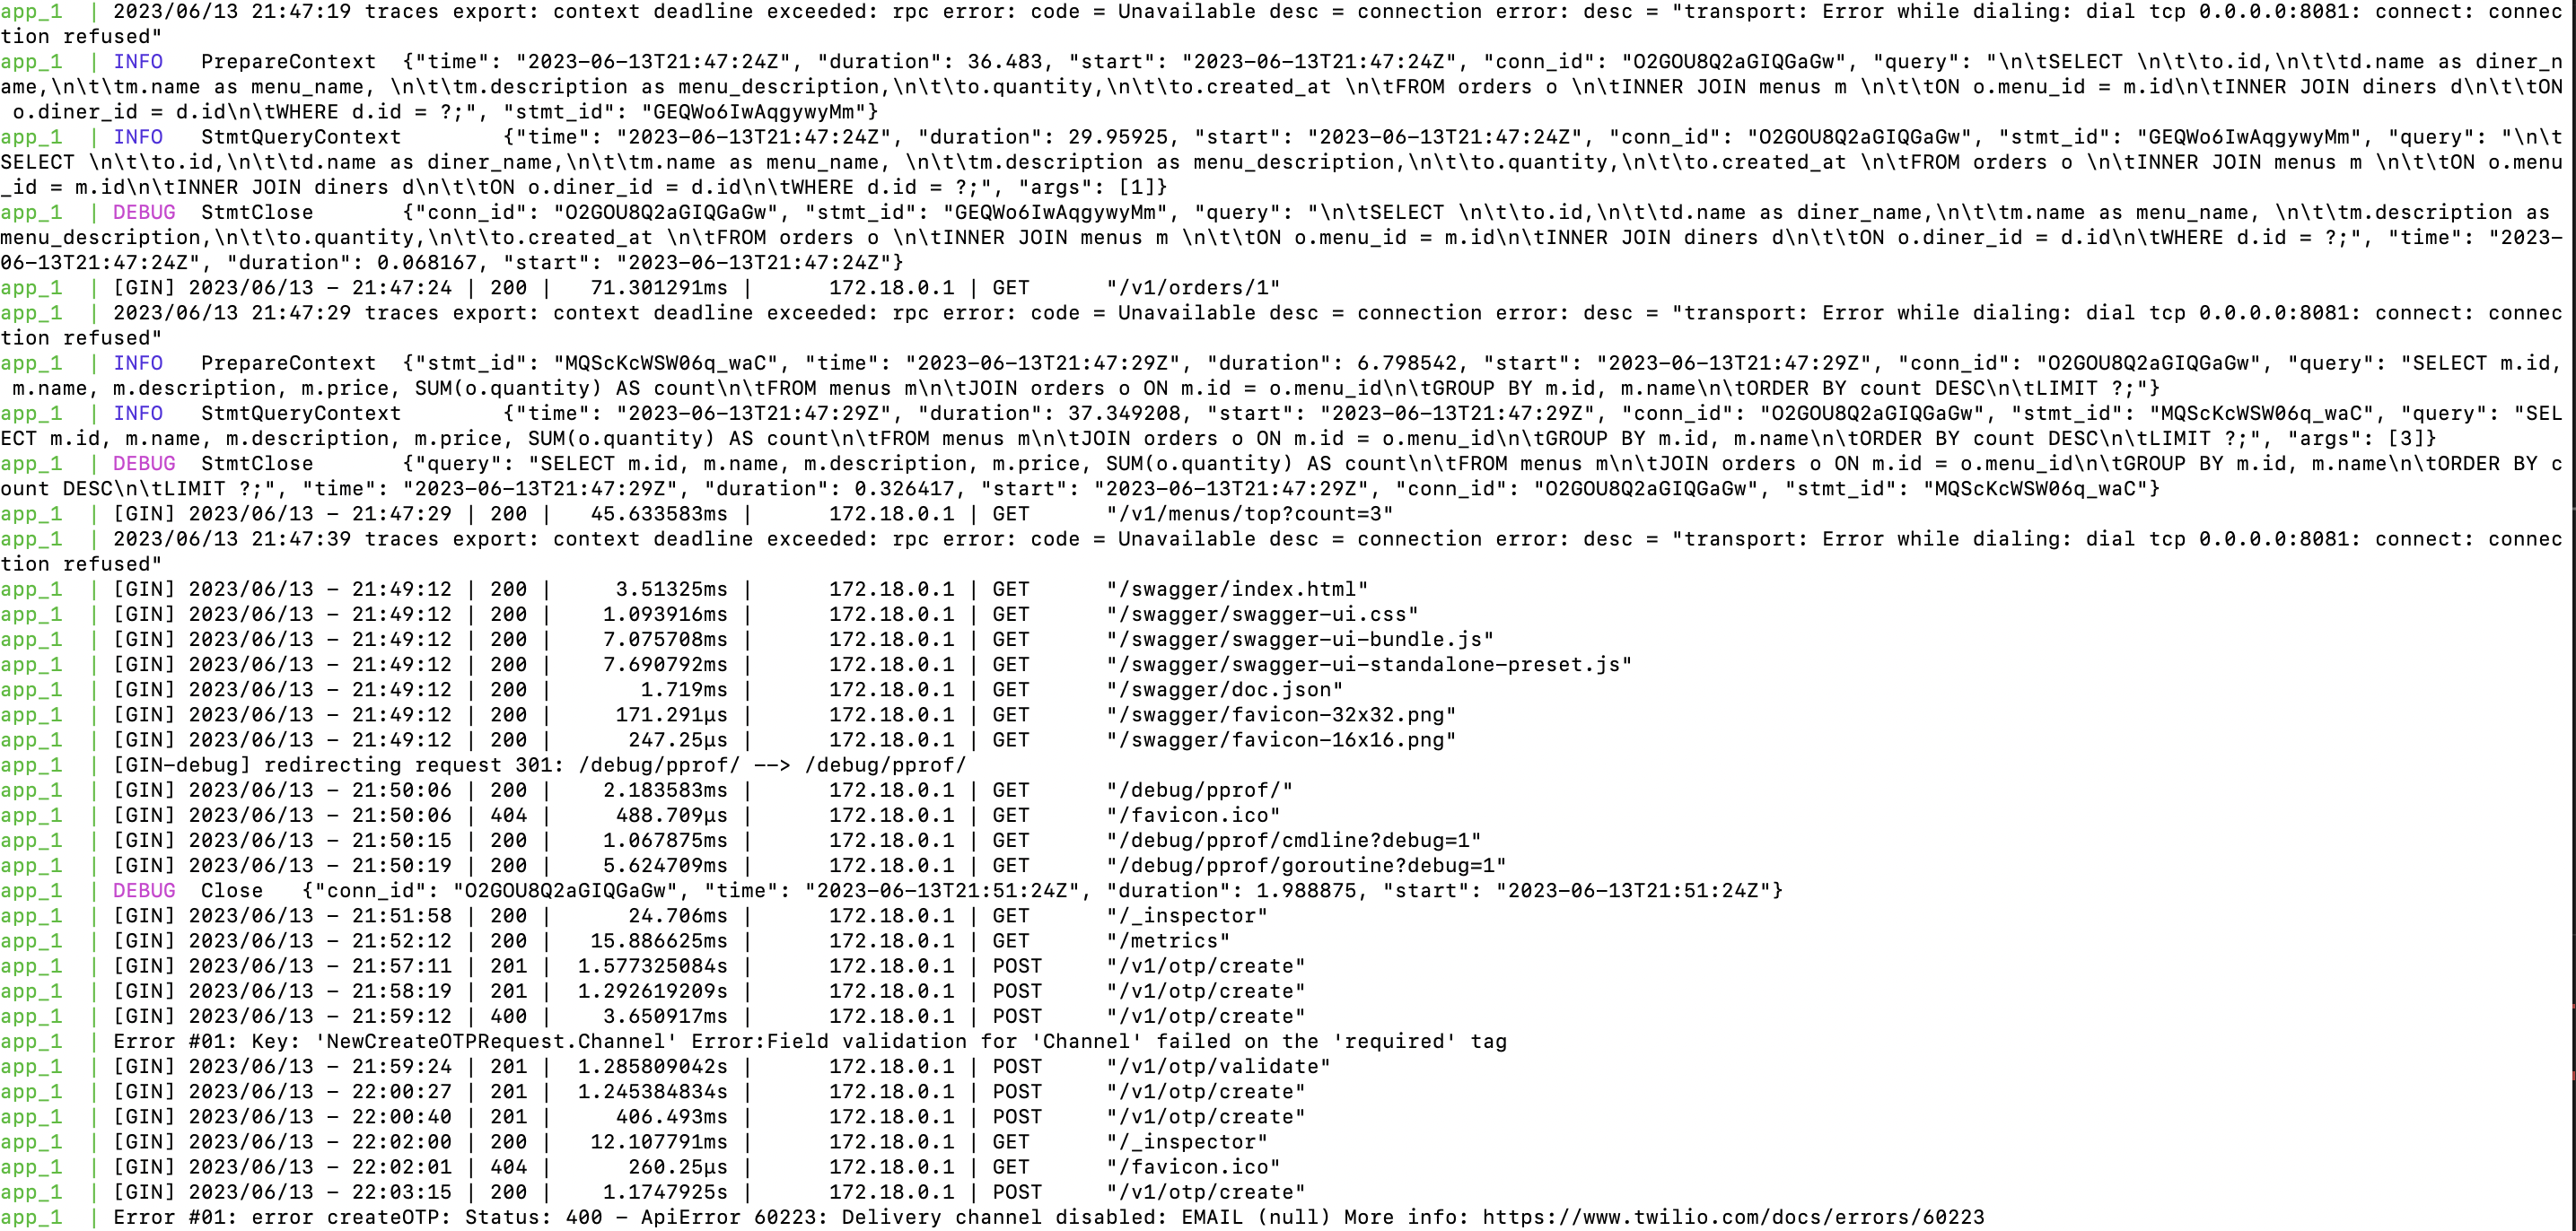 app_1  | 2023/06/13 21:47:19 traces export: context deadline exceeded: rpc error: code = Unavailable desc = connection error: desc = "transport: Error while dialing: dial tcp 0.0.0.0:8081: connect: connec
tion refused"
app_1  | INFO   PrepareContext  {"time": "2023-06-13T21:47:24Z", "duration": 36.483, "start": "2023-06-13T21:47:24Z", "conn_id": "O2GOU8Q2aGIQGaGw", "query": "\n\tSELECT \n\t\to.id,\n\t\td.name as diner_n
ame,\n\t\tm.name as menu_name, \n\t\tm.description as menu_description,\n\t\to.quantity,\n\t\to.created_at \n\tFROM orders o \n\tINNER JOIN menus m \n\t\tON o.menu_id = m.id\n\tINNER JOIN diners d\n\t\tON
 o.diner_id = d.id\n\tWHERE d.id = ?;", "stmt_id": "GEQWo6IwAqgywyMm"}
app_1  | INFO   StmtQueryContext        {"time": "2023-06-13T21:47:24Z", "duration": 29.95925, "start": "2023-06-13T21:47:24Z", "conn_id": "O2GOU8Q2aGIQGaGw", "stmt_id": "GEQWo6IwAqgywyMm", "query": "\n\t
SELECT \n\t\to.id,\n\t\td.name as diner_name,\n\t\tm.name as menu_name, \n\t\tm.description as menu_description,\n\t\to.quantity,\n\t\to.created_at \n\tFROM orders o \n\tINNER JOIN menus m \n\t\tON o.menu
_id = m.id\n\tINNER JOIN diners d\n\t\tON o.diner_id = d.id\n\tWHERE d.id = ?;", "args": [1]}
app_1  | DEBUG  StmtClose       {"conn_id": "O2GOU8Q2aGIQGaGw", "stmt_id": "GEQWo6IwAqgywyMm", "query": "\n\tSELECT \n\t\to.id,\n\t\td.name as diner_name,\n\t\tm.name as menu_name, \n\t\tm.description as
menu_description,\n\t\to.quantity,\n\t\to.created_at \n\tFROM orders o \n\tINNER JOIN menus m \n\t\tON o.menu_id = m.id\n\tINNER JOIN diners d\n\t\tON o.diner_id = d.id\n\tWHERE d.id = ?;", "time": "2023-
06-13T21:47:24Z", "duration": 0.068167, "start": "2023-06-13T21:47:24Z"}
app_1  | [GIN] 2023/06/13 - 21:47:24 | 200 |   71.301291ms |      172.18.0.1 | GET      "/v1/orders/1"
app_1  | 2023/06/13 21:47:29 traces export: context deadline exceeded: rpc error: code = Unavailable desc = connection error: desc = "transport: Error while dialing: dial tcp 0.0.0.0:8081: connect: connec
tion refused"
app_1  | INFO   PrepareContext  {"stmt_id": "MQScKcWSW06q_waC", "time": "2023-06-13T21:47:29Z", "duration": 6.798542, "start": "2023-06-13T21:47:29Z", "conn_id": "O2GOU8Q2aGIQGaGw", "query": "SELECT m.id,
 m.name, m.description, m.price, SUM(o.quantity) AS count\n\tFROM menus m\n\tJOIN orders o ON m.id = o.menu_id\n\tGROUP BY m.id, m.name\n\tORDER BY count DESC\n\tLIMIT ?;"}
app_1  | INFO   StmtQueryContext        {"time": "2023-06-13T21:47:29Z", "duration": 37.349208, "start": "2023-06-13T21:47:29Z", "conn_id": "O2GOU8Q2aGIQGaGw", "stmt_id": "MQScKcWSW06q_waC", "query": "SEL
ECT m.id, m.name, m.description, m.price, SUM(o.quantity) AS count\n\tFROM menus m\n\tJOIN orders o ON m.id = o.menu_id\n\tGROUP BY m.id, m.name\n\tORDER BY count DESC\n\tLIMIT ?;", "args": [3]}
app_1  | DEBUG  StmtClose       {"query": "SELECT m.id, m.name, m.description, m.price, SUM(o.quantity) AS count\n\tFROM menus m\n\tJOIN orders o ON m.id = o.menu_id\n\tGROUP BY m.id, m.name\n\tORDER BY c
ount DESC\n\tLIMIT ?;", "time": "2023-06-13T21:47:29Z", "duration": 0.326417, "start": "2023-06-13T21:47:29Z", "conn_id": "O2GOU8Q2aGIQGaGw", "stmt_id": "MQScKcWSW06q_waC"}
app_1  | [GIN] 2023/06/13 - 21:47:29 | 200 |   45.633583ms |      172.18.0.1 | GET      "/v1/menus/top?count=3"
app_1  | 2023/06/13 21:47:39 traces export: context deadline exceeded: rpc error: code = Unavailable desc = connection error: desc = "transport: Error while dialing: dial tcp 0.0.0.0:8081: connect: connec
tion refused"
app_1  | [GIN] 2023/06/13 - 21:49:12 | 200 |     3.51325ms |      172.18.0.1 | GET      "/swagger/index.html"
app_1  | [GIN] 2023/06/13 - 21:49:12 | 200 |    1.093916ms |      172.18.0.1 | GET      "/swagger/swagger-ui.css"
app_1  | [GIN] 2023/06/13 - 21:49:12 | 200 |    7.075708ms |      172.18.0.1 | GET      "/swagger/swagger-ui-bundle.js"
app_1  | [GIN] 2023/06/13 - 21:49:12 | 200 |    7.690792ms |      172.18.0.1 | GET      "/swagger/swagger-ui-standalone-preset.js"
app_1  | [GIN] 2023/06/13 - 21:49:12 | 200 |       1.719ms |      172.18.0.1 | GET      "/swagger/doc.json"
app_1  | [GIN] 2023/06/13 - 21:49:12 | 200 |     171.291µs |      172.18.0.1 | GET      "/swagger/favicon-32x32.png"
app_1  | [GIN] 2023/06/13 - 21:49:12 | 200 |      247.25µs |      172.18.0.1 | GET      "/swagger/favicon-16x16.png"
app_1  | [GIN-debug] redirecting request 301: /debug/pprof/ --> /debug/pprof/
app_1  | [GIN] 2023/06/13 - 21:50:06 | 200 |    2.183583ms |      172.18.0.1 | GET      "/debug/pprof/"
app_1  | [GIN] 2023/06/13 - 21:50:06 | 404 |     488.709µs |      172.18.0.1 | GET      "/favicon.ico"
app_1  | [GIN] 2023/06/13 - 21:50:15 | 200 |    1.067875ms |      172.18.0.1 | GET      "/debug/pprof/cmdline?debug=1"
app_1  | [GIN] 2023/06/13 - 21:50:19 | 200 |    5.624709ms |      172.18.0.1 | GET      "/debug/pprof/goroutine?debug=1"
app_1  | DEBUG  Close   {"conn_id": "O2GOU8Q2aGIQGaGw", "time": "2023-06-13T21:51:24Z", "duration": 1.988875, "start": "2023-06-13T21:51:24Z"}
app_1  | [GIN] 2023/06/13 - 21:51:58 | 200 |      24.706ms |      172.18.0.1 | GET      "/_inspector"
app_1  | [GIN] 2023/06/13 - 21:52:12 | 200 |   15.886625ms |      172.18.0.1 | GET      "/metrics"
app_1  | [GIN] 2023/06/13 - 21:57:11 | 201 |  1.577325084s |      172.18.0.1 | POST     "/v1/otp/create"
app_1  | [GIN] 2023/06/13 - 21:58:19 | 201 |  1.292619209s |      172.18.0.1 | POST     "/v1/otp/create"
app_1  | [GIN] 2023/06/13 - 21:59:12 | 400 |    3.650917ms |      172.18.0.1 | POST     "/v1/otp/create"
app_1  | Error #01: Key: 'NewCreateOTPRequest.Channel' Error:Field validation for 'Channel' failed on the 'required' tag
app_1  | [GIN] 2023/06/13 - 21:59:24 | 201 |  1.285809042s |      172.18.0.1 | POST     "/v1/otp/validate"
app_1  | [GIN] 2023/06/13 - 22:00:27 | 201 |  1.245384834s |      172.18.0.1 | POST     "/v1/otp/create"
app_1  | [GIN] 2023/06/13 - 22:00:40 | 201 |     406.493ms |      172.18.0.1 | POST     "/v1/otp/create"
app_1  | [GIN] 2023/06/13 - 22:02:00 | 200 |   12.107791ms |      172.18.0.1 | GET      "/_inspector"
app_1  | [GIN] 2023/06/13 - 22:02:01 | 404 |      260.25µs |      172.18.0.1 | GET      "/favicon.ico"
app_1  | [GIN] 2023/06/13 - 22:03:15 | 200 |    1.1747925s |      172.18.0.1 | POST     "/v1/otp/create"
app_1  | Error #01: error createOTP: Status: 400 - ApiError 60223: Delivery channel disabled: EMAIL (null) More info: https://www.twilio.com/docs/errors/60223